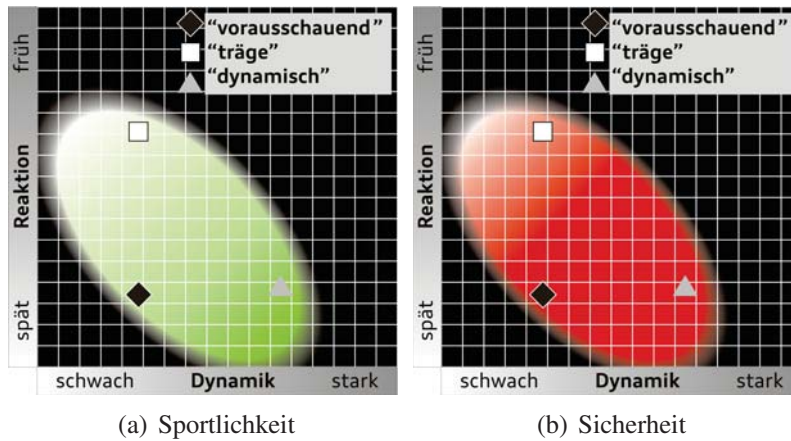 “vorausschauend”
“träge”
“dynamisch”
früh
Reaktion
spät
schwach Dynamik stark
(a) Sportlichkeit
“vorausschauend”
“träge”
“dynamisch”
früh
Reaktion
spät
schwach Dynamik stark
(b) Sicherheit